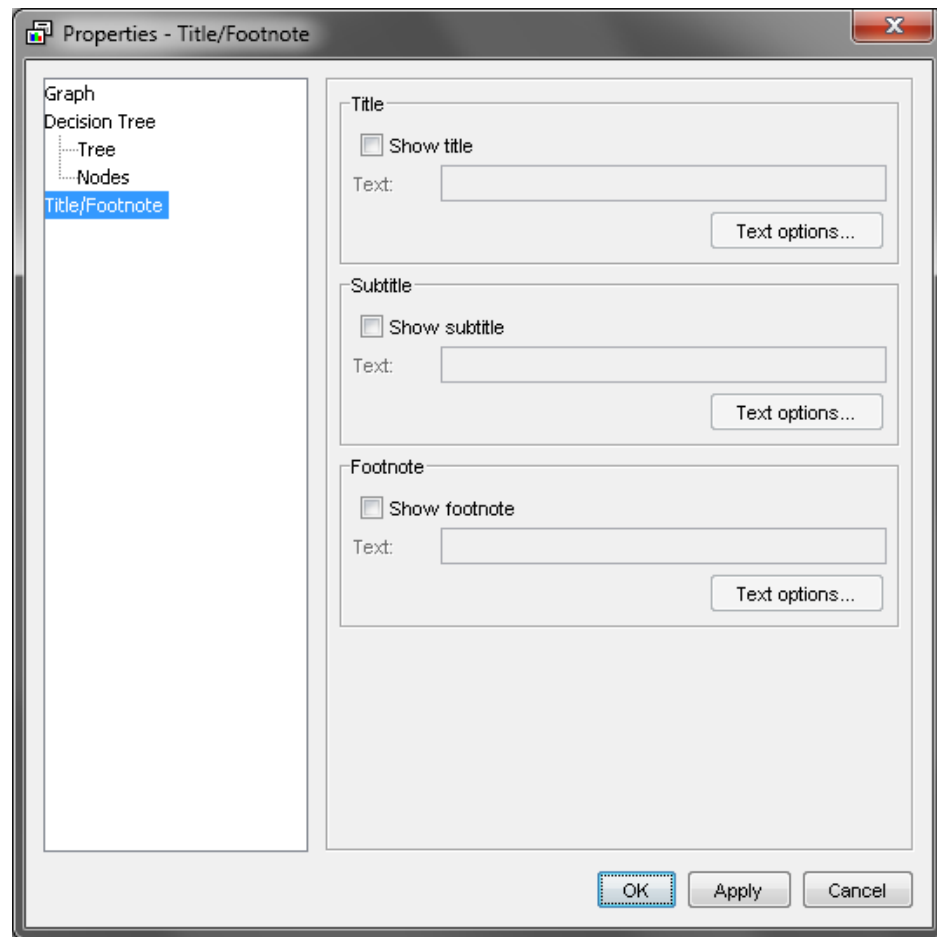 Properties - Title/Footnote
Graph
Decision Tree
Tree
Nodes
Title/Footnote
Title
Show title
Text:
Text options...
Subtitle
Show subtitle
Text:
Text options...
Footnote
Show footnote
Text:
Text options...
OK Apply Cancel